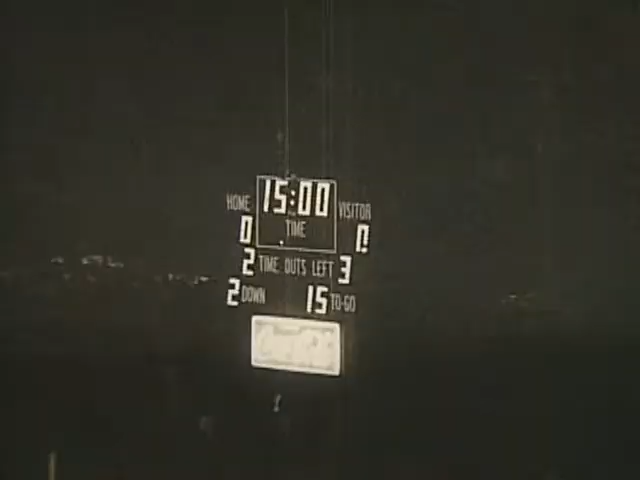 15:00
HOME TIME VISITOR
0 0
2 TIME OUTS LEFT 3
2 DOWN 15 TO-GO